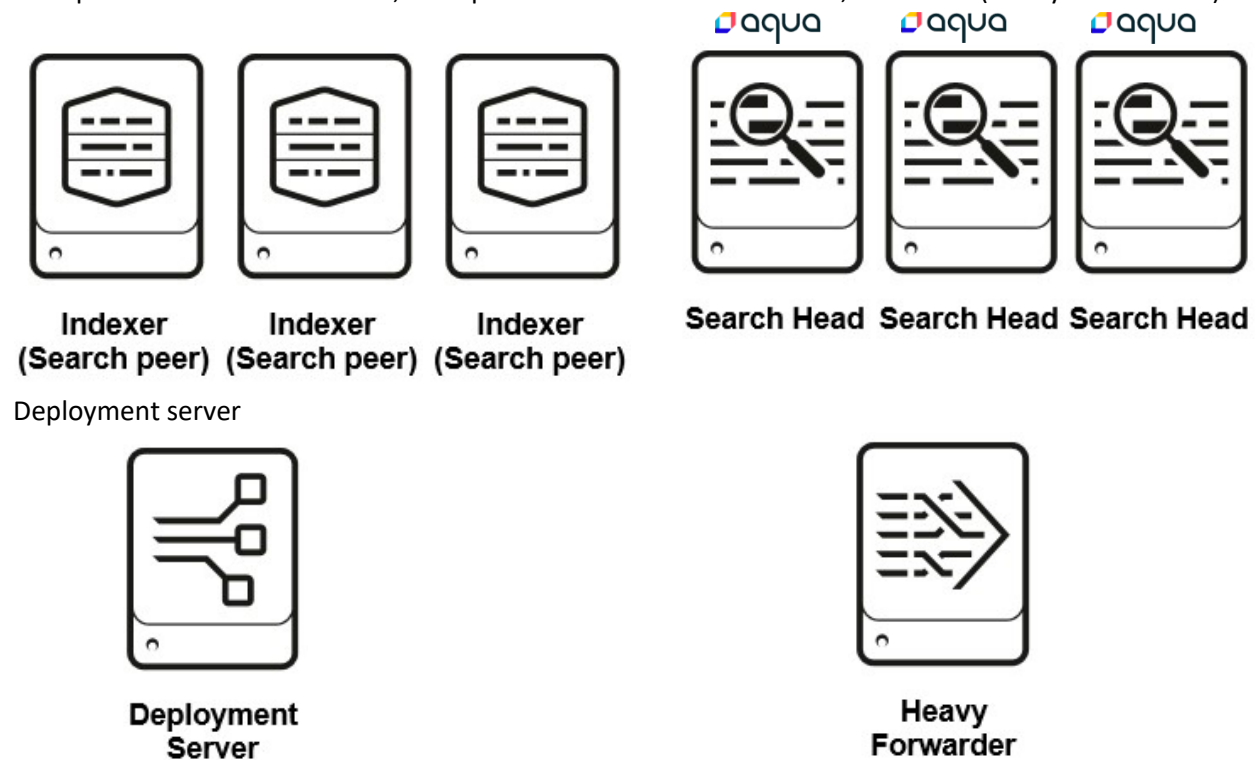 aqua aqua aqua
Indexer Indexer Indexer
(Search peer) (Search peer) (Search peer)
Search Head Search Head Search Head
Deployment server
Deployment
Server
Heavy
Forwarder